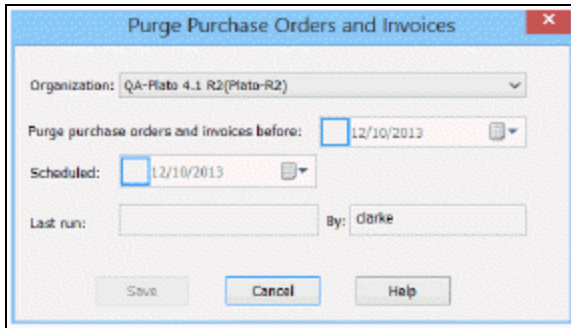 Purge Purchase Orders and Invoices
Organization: QA-Plato 4.1 R2(Plato-R2)
Purge purchase orders and invoices before: 12/10/2013
Scheduled: 12/10/2013
Last run: By: clarke
Save Cancel Help